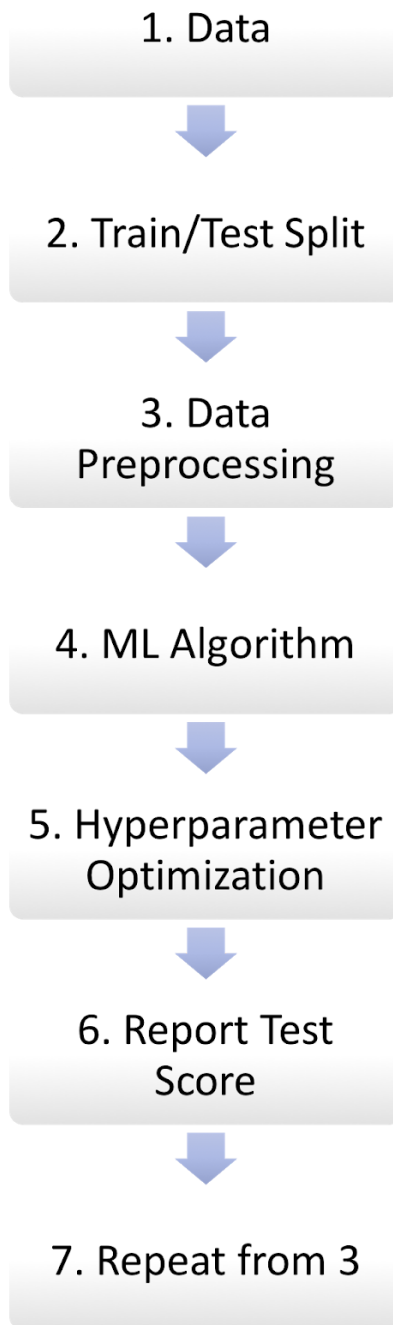 1. Data
2. Train/Test Split
3. Data
Preprocessing
4. ML Algorithm
5. Hyperparameter
Optimization
6. Report Test
Score
7. Repeat from 3